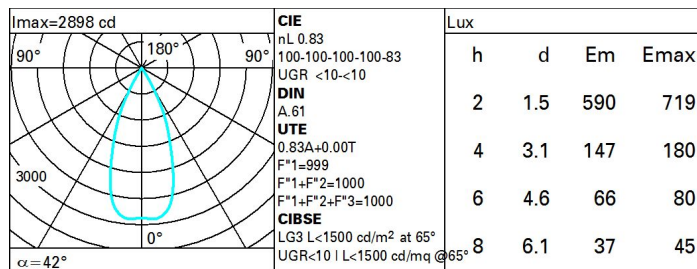 Imax=2898 cd
90° 180° 90°
3000
0°
α=42°
CIE
nL 0.83
100-100-100-100-83
UGR <10-<10
DIN
A.61
UTE
0.83A+0.00T
F"1=999
F"1+F"2=1000
F"1+F"2+F"3=1000
CIBSE
LG3 L<1500 cd/m² at 65°
UGR<10 | L<1500 cd/mq @65°
Lux
h d Em Emax
2 1.5 590 719
4 3.1 147 180
6 4.6 66 80
8 6.1 37 45